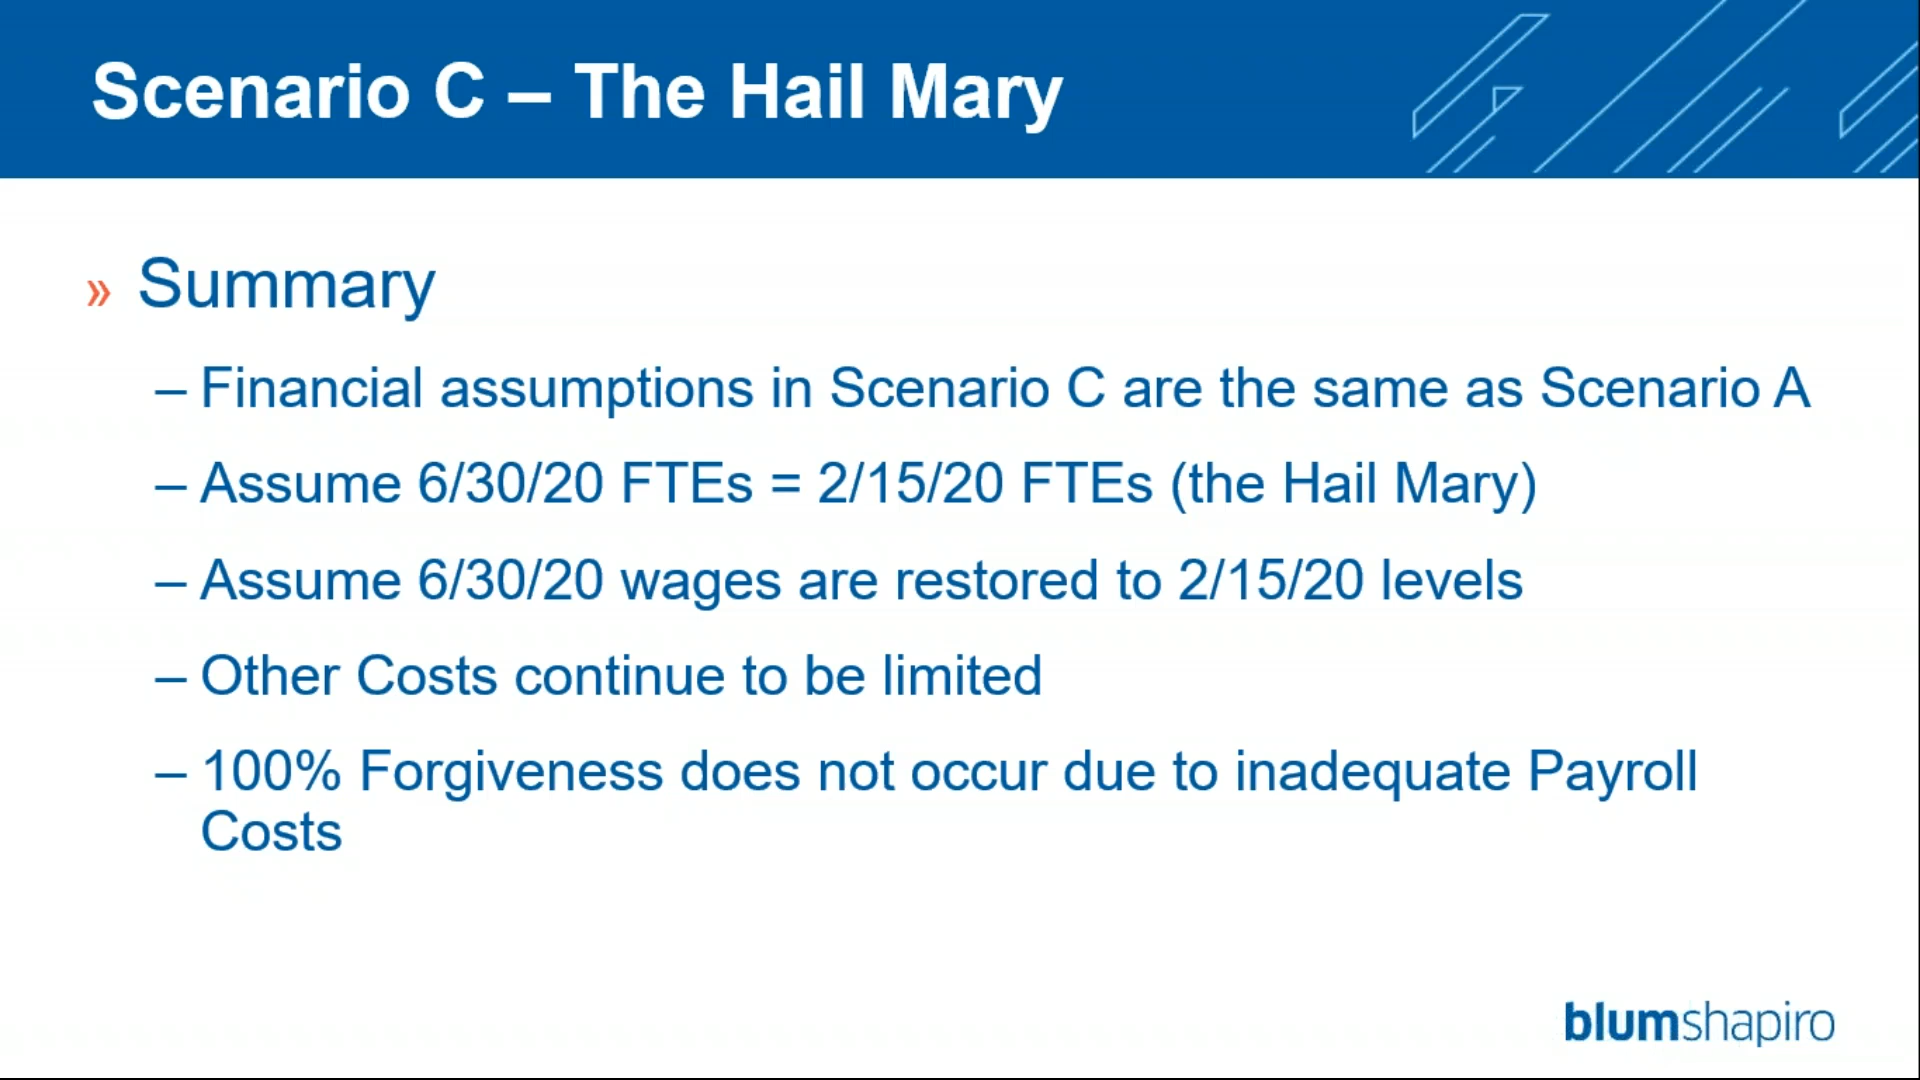 Scenario C – The Hail Mary
» Summary
– Financial assumptions in Scenario C are the same as Scenario A
– Assume 6/30/20 FTEs = 2/15/20 FTEs (the Hail Mary)
– Assume 6/30/20 wages are restored to 2/15/20 levels
– Other Costs continue to be limited
– 100% Forgiveness does not occur due to inadequate Payroll
Costs
blumshapiro